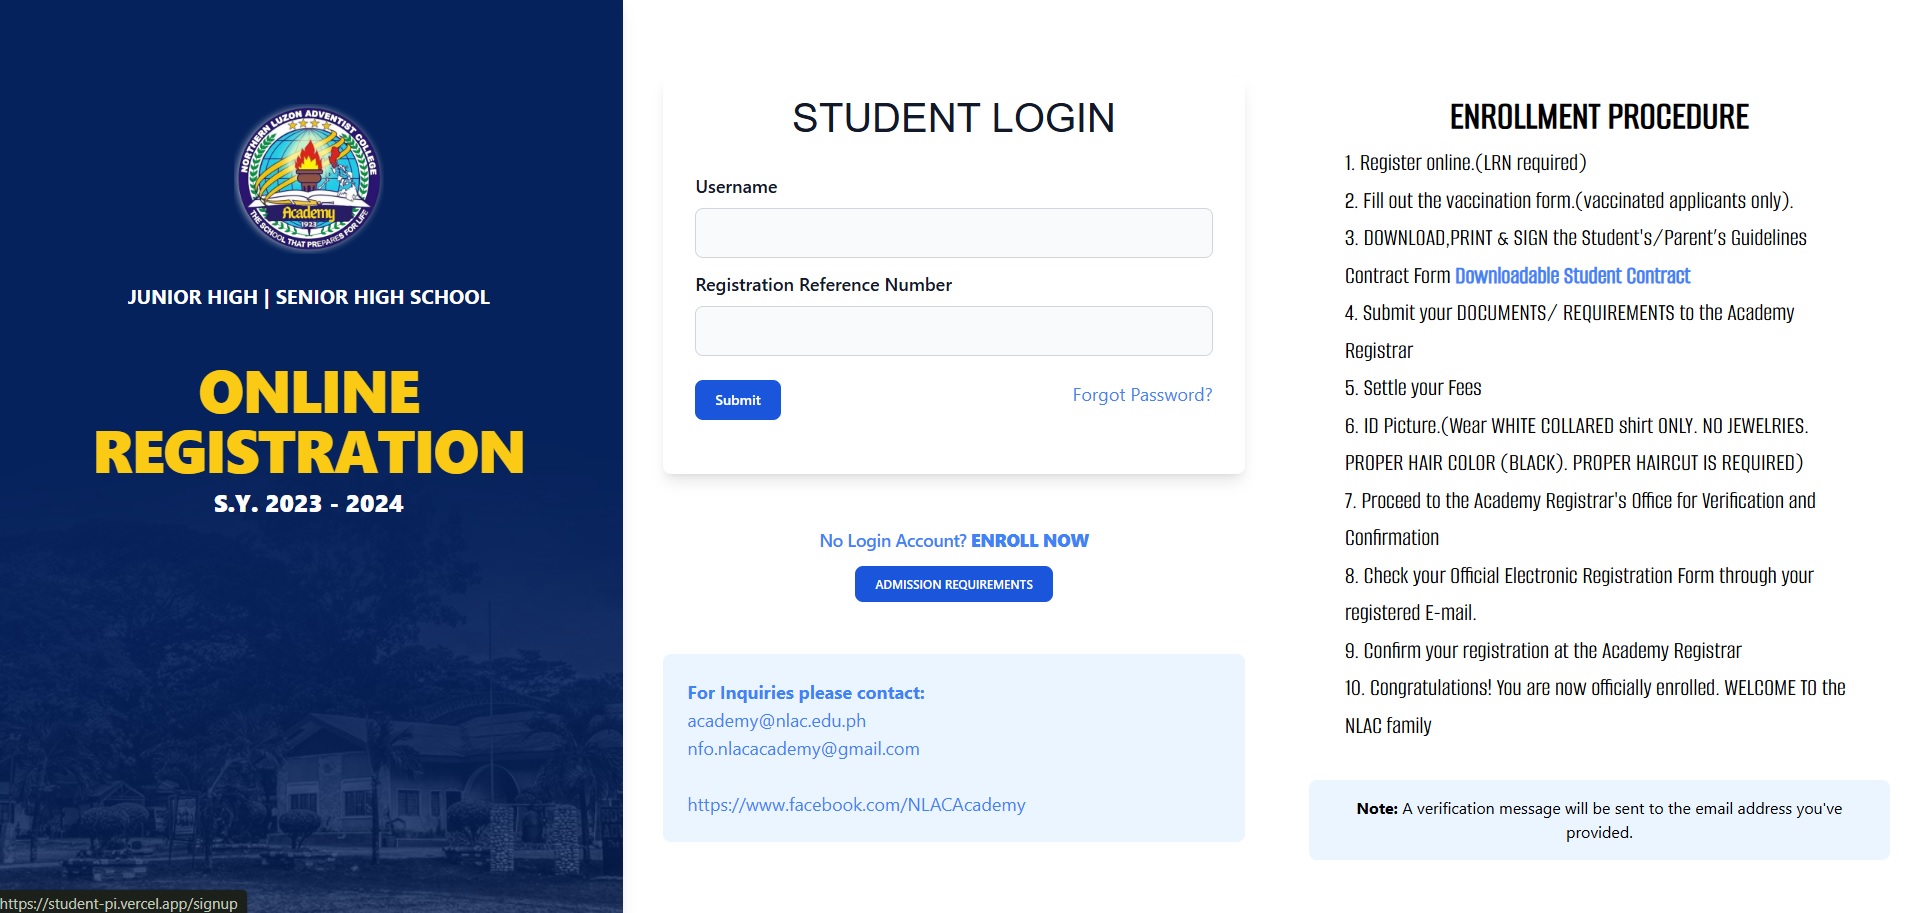 NORTHERN LUZON ADVENTIST COLLEGE
Academy
1923
THE SCHOOL THAT PREPARES FOR LIFE
JUNIOR HIGH | SENIOR HIGH SCHOOL
ONLINE
REGISTRATION
S.Y. 2023 - 2024
https://student-pi.vercel.app/signup
STUDENT LOGIN
Username
Registration Reference Number
Submit
Forgot Password?
No Login Account? ENROLL NOW
ADMISSION REQUIREMENTS
For Inquiries please contact:
academy@nlac.edu.ph
nfo.nlacacademy@gmail.com
https://www.facebook.com/NLACAcademy
ENROLLMENT PROCEDURE
1. Register online.(LRN required)
2. Fill out the vaccination form.(vaccinated applicants only).
3. DOWNLOAD,PRINT & SIGN the Student's/Parent’s Guidelines
Contract Form Downloadable Student Contract
4. Submit your DOCUMENTS/ REQUIREMENTS to the Academy
Registrar
5. Settle your Fees
6. ID Picture.(Wear WHITE COLLARED shirt ONLY. NO JEWELRIES.
PROPER HAIR COLOR (BLACK). PROPER HAIRCUT IS REQUIRED)
7. Proceed to the Academy Registrar's Office for Verification and
Confirmation
8. Check your Official Electronic Registration Form through your
registered E-mail.
9. Confirm your registration at the Academy Registrar
10. Congratulations! You are now officially enrolled. WELCOME TO the
NLAC family
Note: A verification message will be sent to the email address you've
provided.